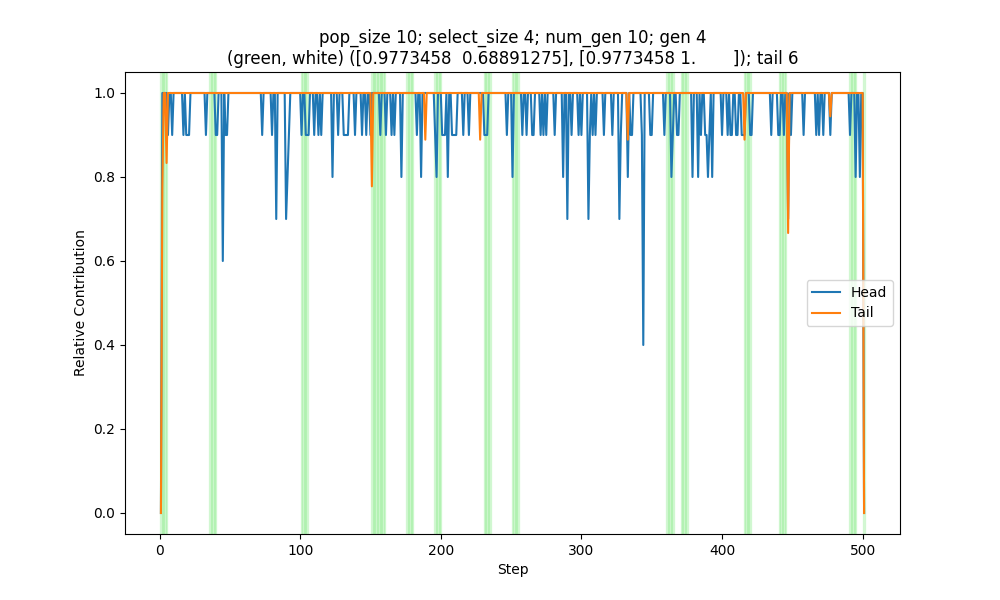 pop_size 10; select_size 4; num_gen 10; gen 4
(green, white) ([0.9773458  0.68891275], [0.9773458 1.        ]); tail 6
1.0
0.8
0.6
0.4
0.2
0.0
Relative Contribution
Head
Tail
0 100 200 300 400 500
Step